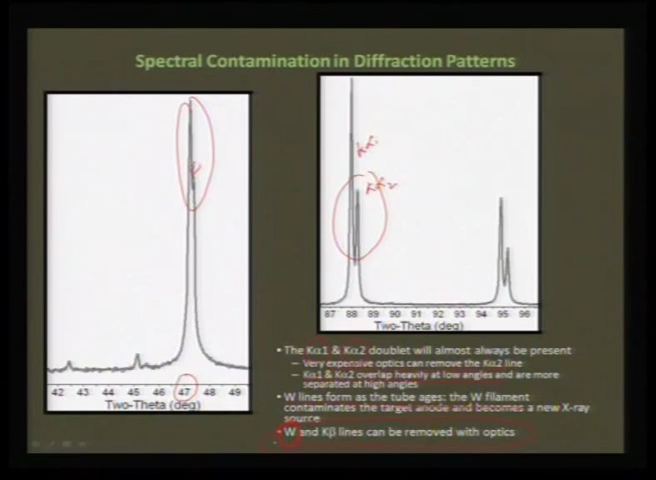 Spectral Contamination in Diffraction Patterns
42 43 44 45 46 47 48 49
Two-Theta (deg)
Kα1
Kα2
87 88 89 90 91 92 93 94 95 96
Two-Theta (deg)
• The Kα1 & Kα2 doublet will almost always be present
– Very expensive optics can remove the Kα2 line
– Kα1 & Kα2 overlap heavily at low angles and are more
separated at high angles
• W lines form as the tube ages: the W filament
contaminates the target anode and becomes a new X-ray
source
• W and Kβ lines can be removed with optics